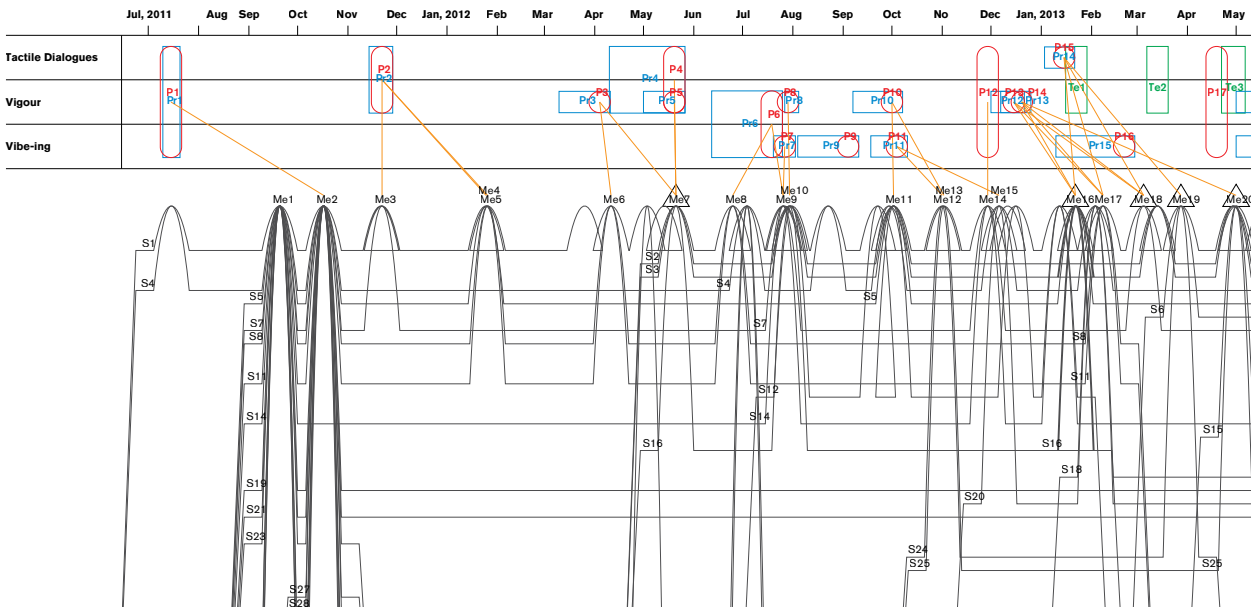 Jul, 2011 Aug Sep Oct Nov Dec Jan, 2012 Feb Mar Apr May Jun Jul Aug Sep Oct No Dec Jan, 2013 Feb Mar Apr May
Tactile Dialogues
P2 P4 P15
Pr2 Pr4 Pr14
Vigour
P1 P3 P5 P8 P10 P12 P13 P14 Te1 Te2 Te3 P17
Pr1 Pr3 Pr5 Pr8 Pr10 Pr12 Pr13
P6
Pr6
Vibe-ing
P7 P9 P11 P16
Pr7 Pr9 Pr11 Pr15
Me4 Me10 Me13 Me15
Me1 Me2 Me3 Me5 Me6 Me7 Me8 Me9 Me12 Me14 Me16 Me17 Me18 Me19 Me20
Me11
S1
S2
S3
S4 S4
S5 S5
S6
S7 S7
S8 S8
S11 S11
S12
S14 S14
S15
S16 S16
S18
S19
S20
S21
S23
S24
S25 S25
S27
S28